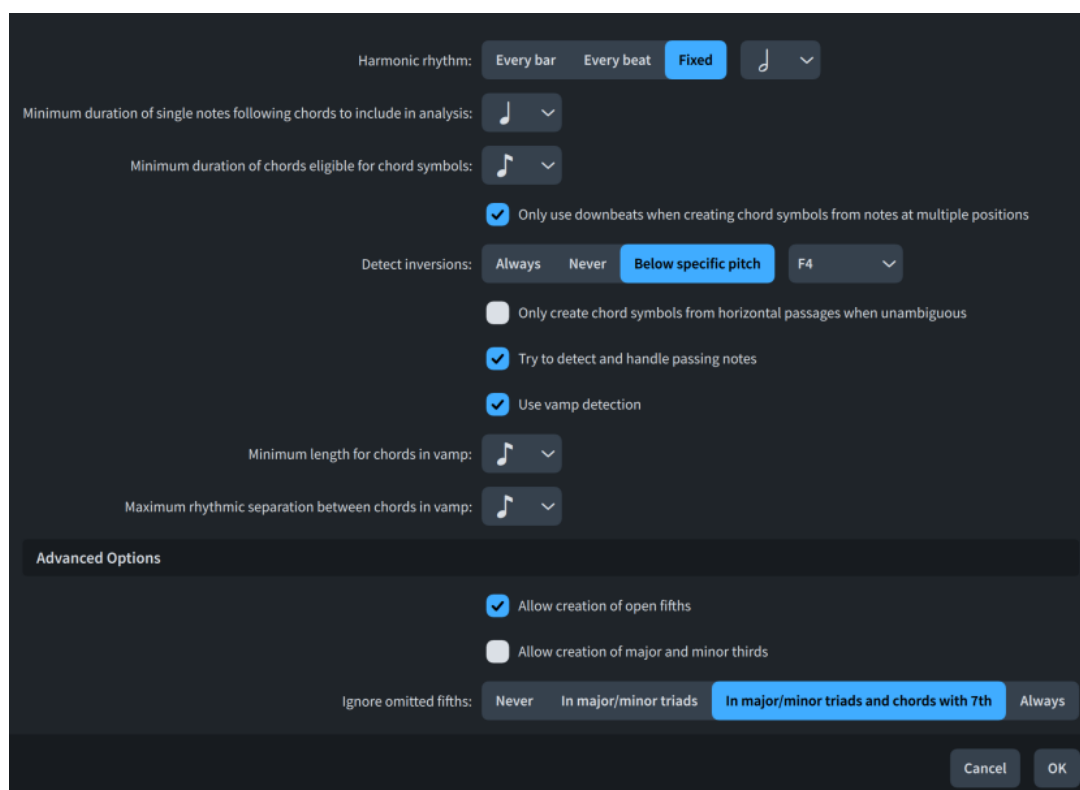 Harmonic rhythm: Every bar Every beat Fixed
Minimum duration of single notes following chords to include in analysis:
Minimum duration of chords eligible for chord symbols:
Only use downbeats when creating chord symbols from notes at multiple positions
Detect inversions: Always Never Below specific pitch F4
Only create chord symbols from horizontal passages when unambiguous
Try to detect and handle passing notes
Use vamp detection
Minimum length for chords in vamp:
Maximum rhythmic separation between chords in vamp:
Advanced Options
Allow creation of open fifths
Allow creation of major and minor thirds
Ignore omitted fifths: Never In major/minor triads In major/minor triads and chords with 7th Always
Cancel OK